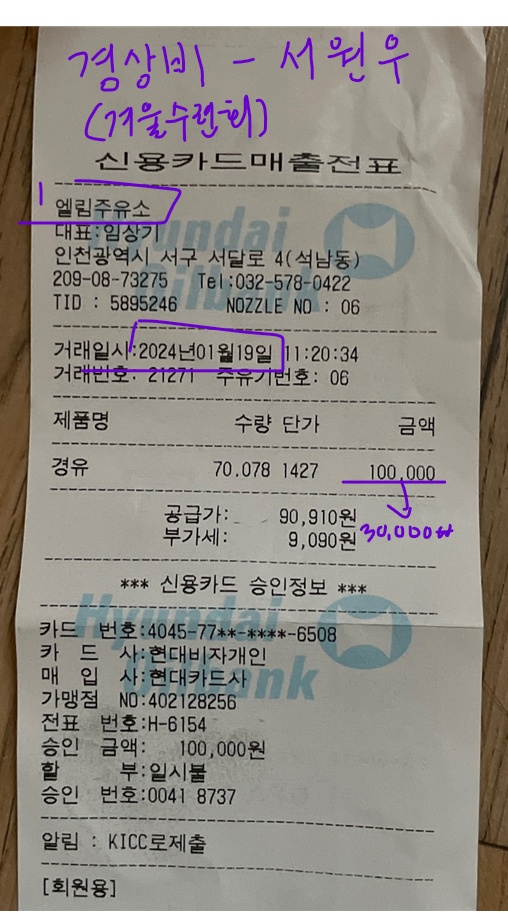 경상비 - 서원우
(겨울수련회)
신용카드매출전표
1
엘림주유소
대표:임상기
인천광역시 서구 서달로 4(석남동)
209-08-73275 Tel:032-578-0422
TID : 5895246 NOZZLE NO : 06
거래일시:2024년01월19일 11:20:34
거래번호: 21271 주유기번호: 06
제품명 수량 단가 금액
경유 70.078 1427 100,000
공급가: 90,910원
부가세: 9,090원
30,000₩
*** 신용카드 승인정보 ***
카드 번호:4045-77**-****-6508
카 드 사:현대비자개인
매 입 사:현대카드사
가맹점 NO:402128256
전표 번호:H-6154
승인 금액: 100,000원
할 부:일시불
승인 번호:0041 8737
알림 : KICC로제출
[회원용]
Hyundai
Oilbank
Hyundai
Oilbank